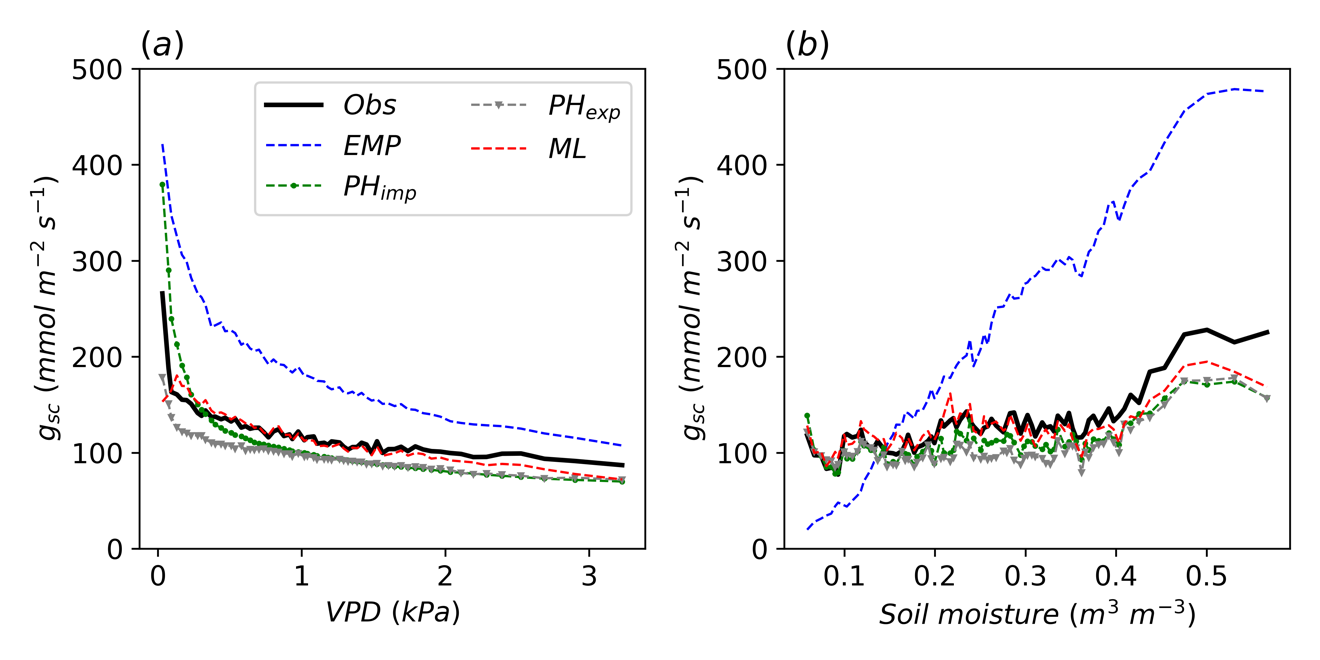 (a)
500
400
300
200
100
0
g_sc (mmol m^−2 s^−1)
Obs
EMP
PH_imp
PH_exp
ML
0 1 2 3
VPD (kPa)
(b)
500
400
300
200
100
0
g_sc (mmol m^−2 s^−1)
0.1 0.2 0.3 0.4 0.5
Soil moisture (m^3 m^−3)